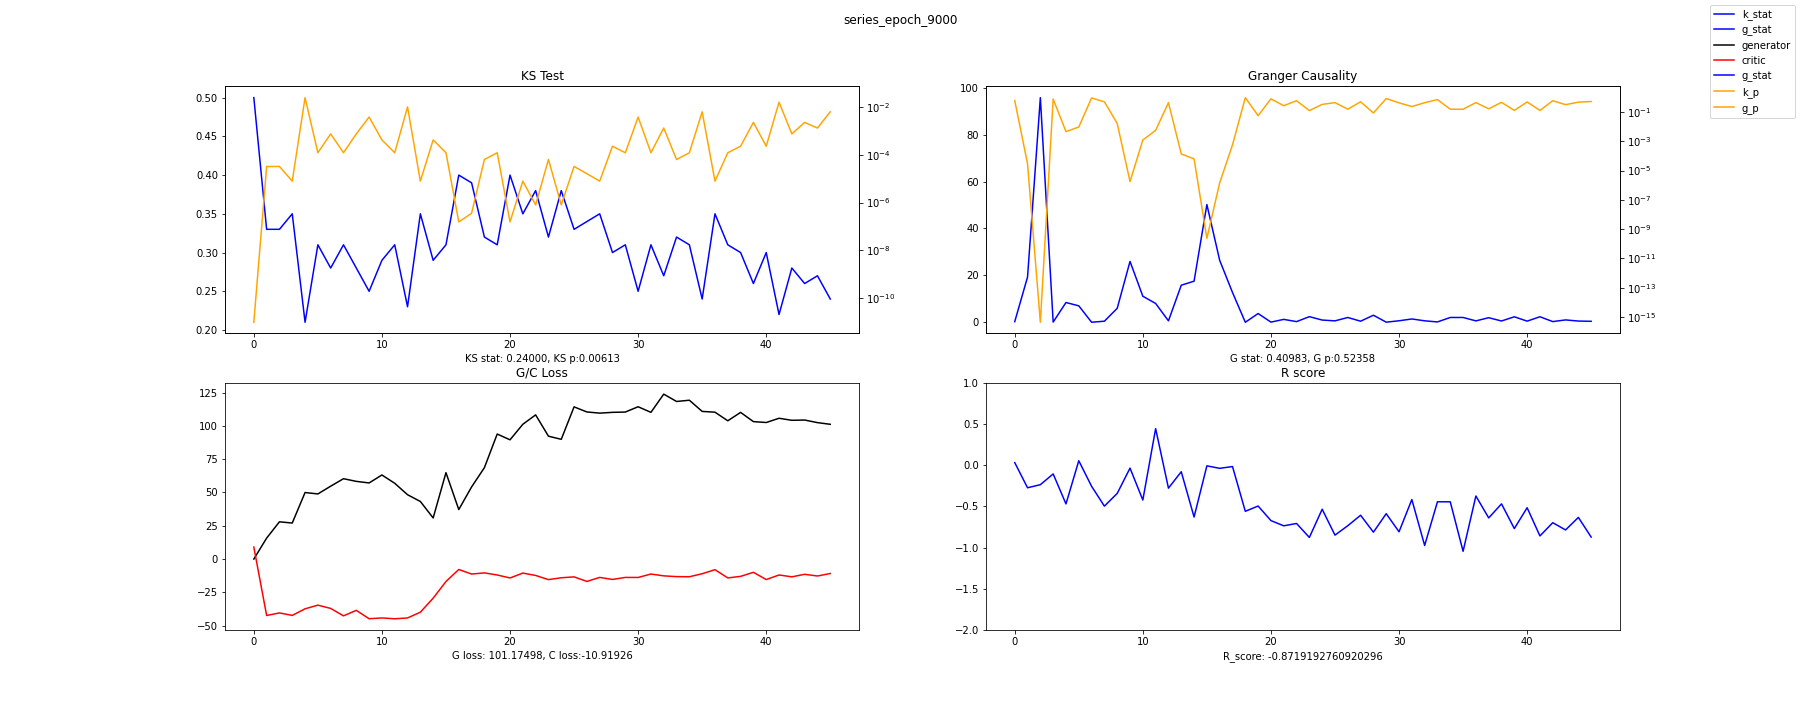 series_epoch_9000
k_stat
g_stat
generator
critic
g_stat
k_p
g_p
KS Test
0.50
0.45
0.40
0.35
0.30
0.25
0.20
10⁻²
10⁻⁴
10⁻⁶
10⁻⁸
10⁻¹⁰
0 10 20 30 40
KS stat: 0.24000, KS p:0.00613
Granger Causality
100
80
60
40
20
0
10⁻¹
10⁻³
10⁻⁵
10⁻⁷
10⁻⁹
10⁻¹¹
10⁻¹³
10⁻¹⁵
0 10 20 30 40
G stat: 0.40983, G p:0.52358
G/C Loss
125
100
75
50
25
0
−25
−50
0 10 20 30 40
G loss: 101.17498, C loss:-10.91926
R score
1.0
0.5
0.0
−0.5
−1.0
−1.5
−2.0
0 10 20 30 40
R_score: -0.8719192760920296